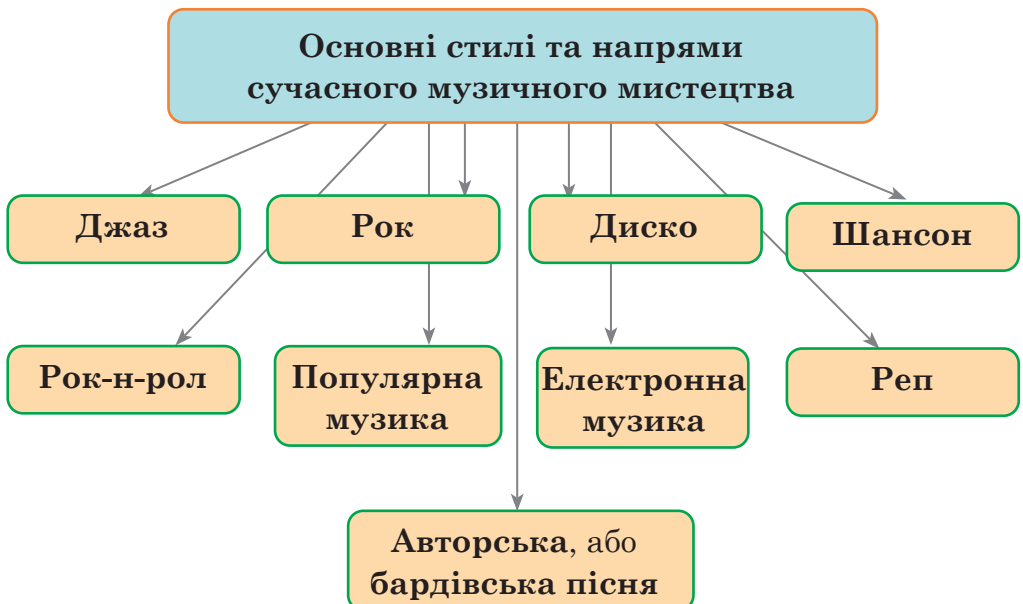 Основні стилі та напрями
сучасного музичного мистецтва
Джаз
Рок
Диско
Шансон
Рок-н-рол
Популярна
музика
Електронна
музика
Реп
Авторська, або
бардівська пісня